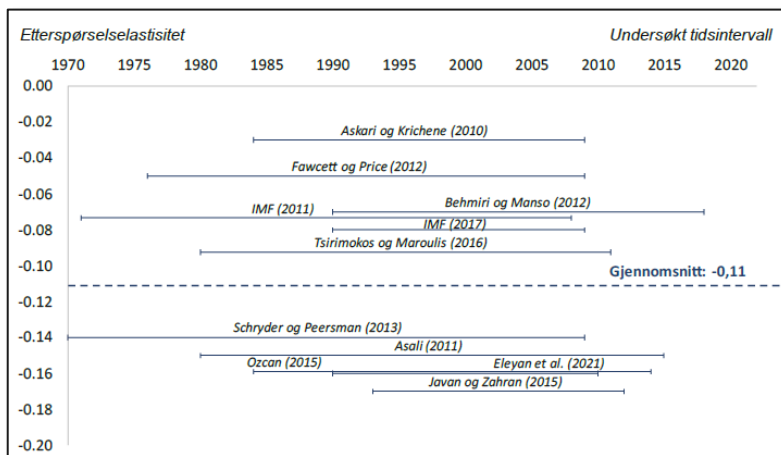 Etterspørselselastisitet Undersøkt tidsintervall
1970 1975 1980 1985 1990 1995 2000 2005 2010 2015 2020
0.00
-0.02
Askari og Krichene (2010)
-0.04
Fawcett og Price (2012)
-0.06
Behmiri og Manso (2012)
IMF (2011)
-0.08
IMF (2017)
Tsirimokos og Maroulis (2016)
-0.10
Gjennomsnitt: -0,11
-0.12
Schryder og Peersman (2013)
-0.14
Asali (2011)
Ozcan (2015) Eleyan et al. (2021)
-0.16
Javan og Zahran (2015)
-0.18
-0.20